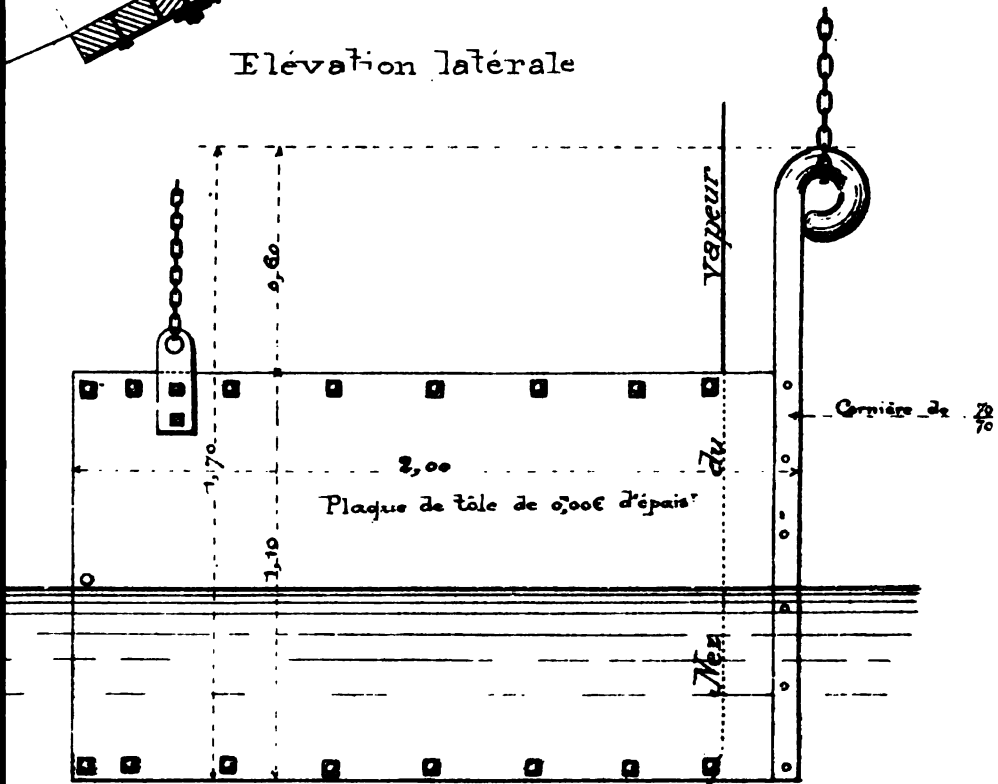 Elévation latérale
0,60
1,70
1,10
2,00
Plaque de tôle de 0,006 d'épais^r
Cornière de 70/70
Nez du vapeur